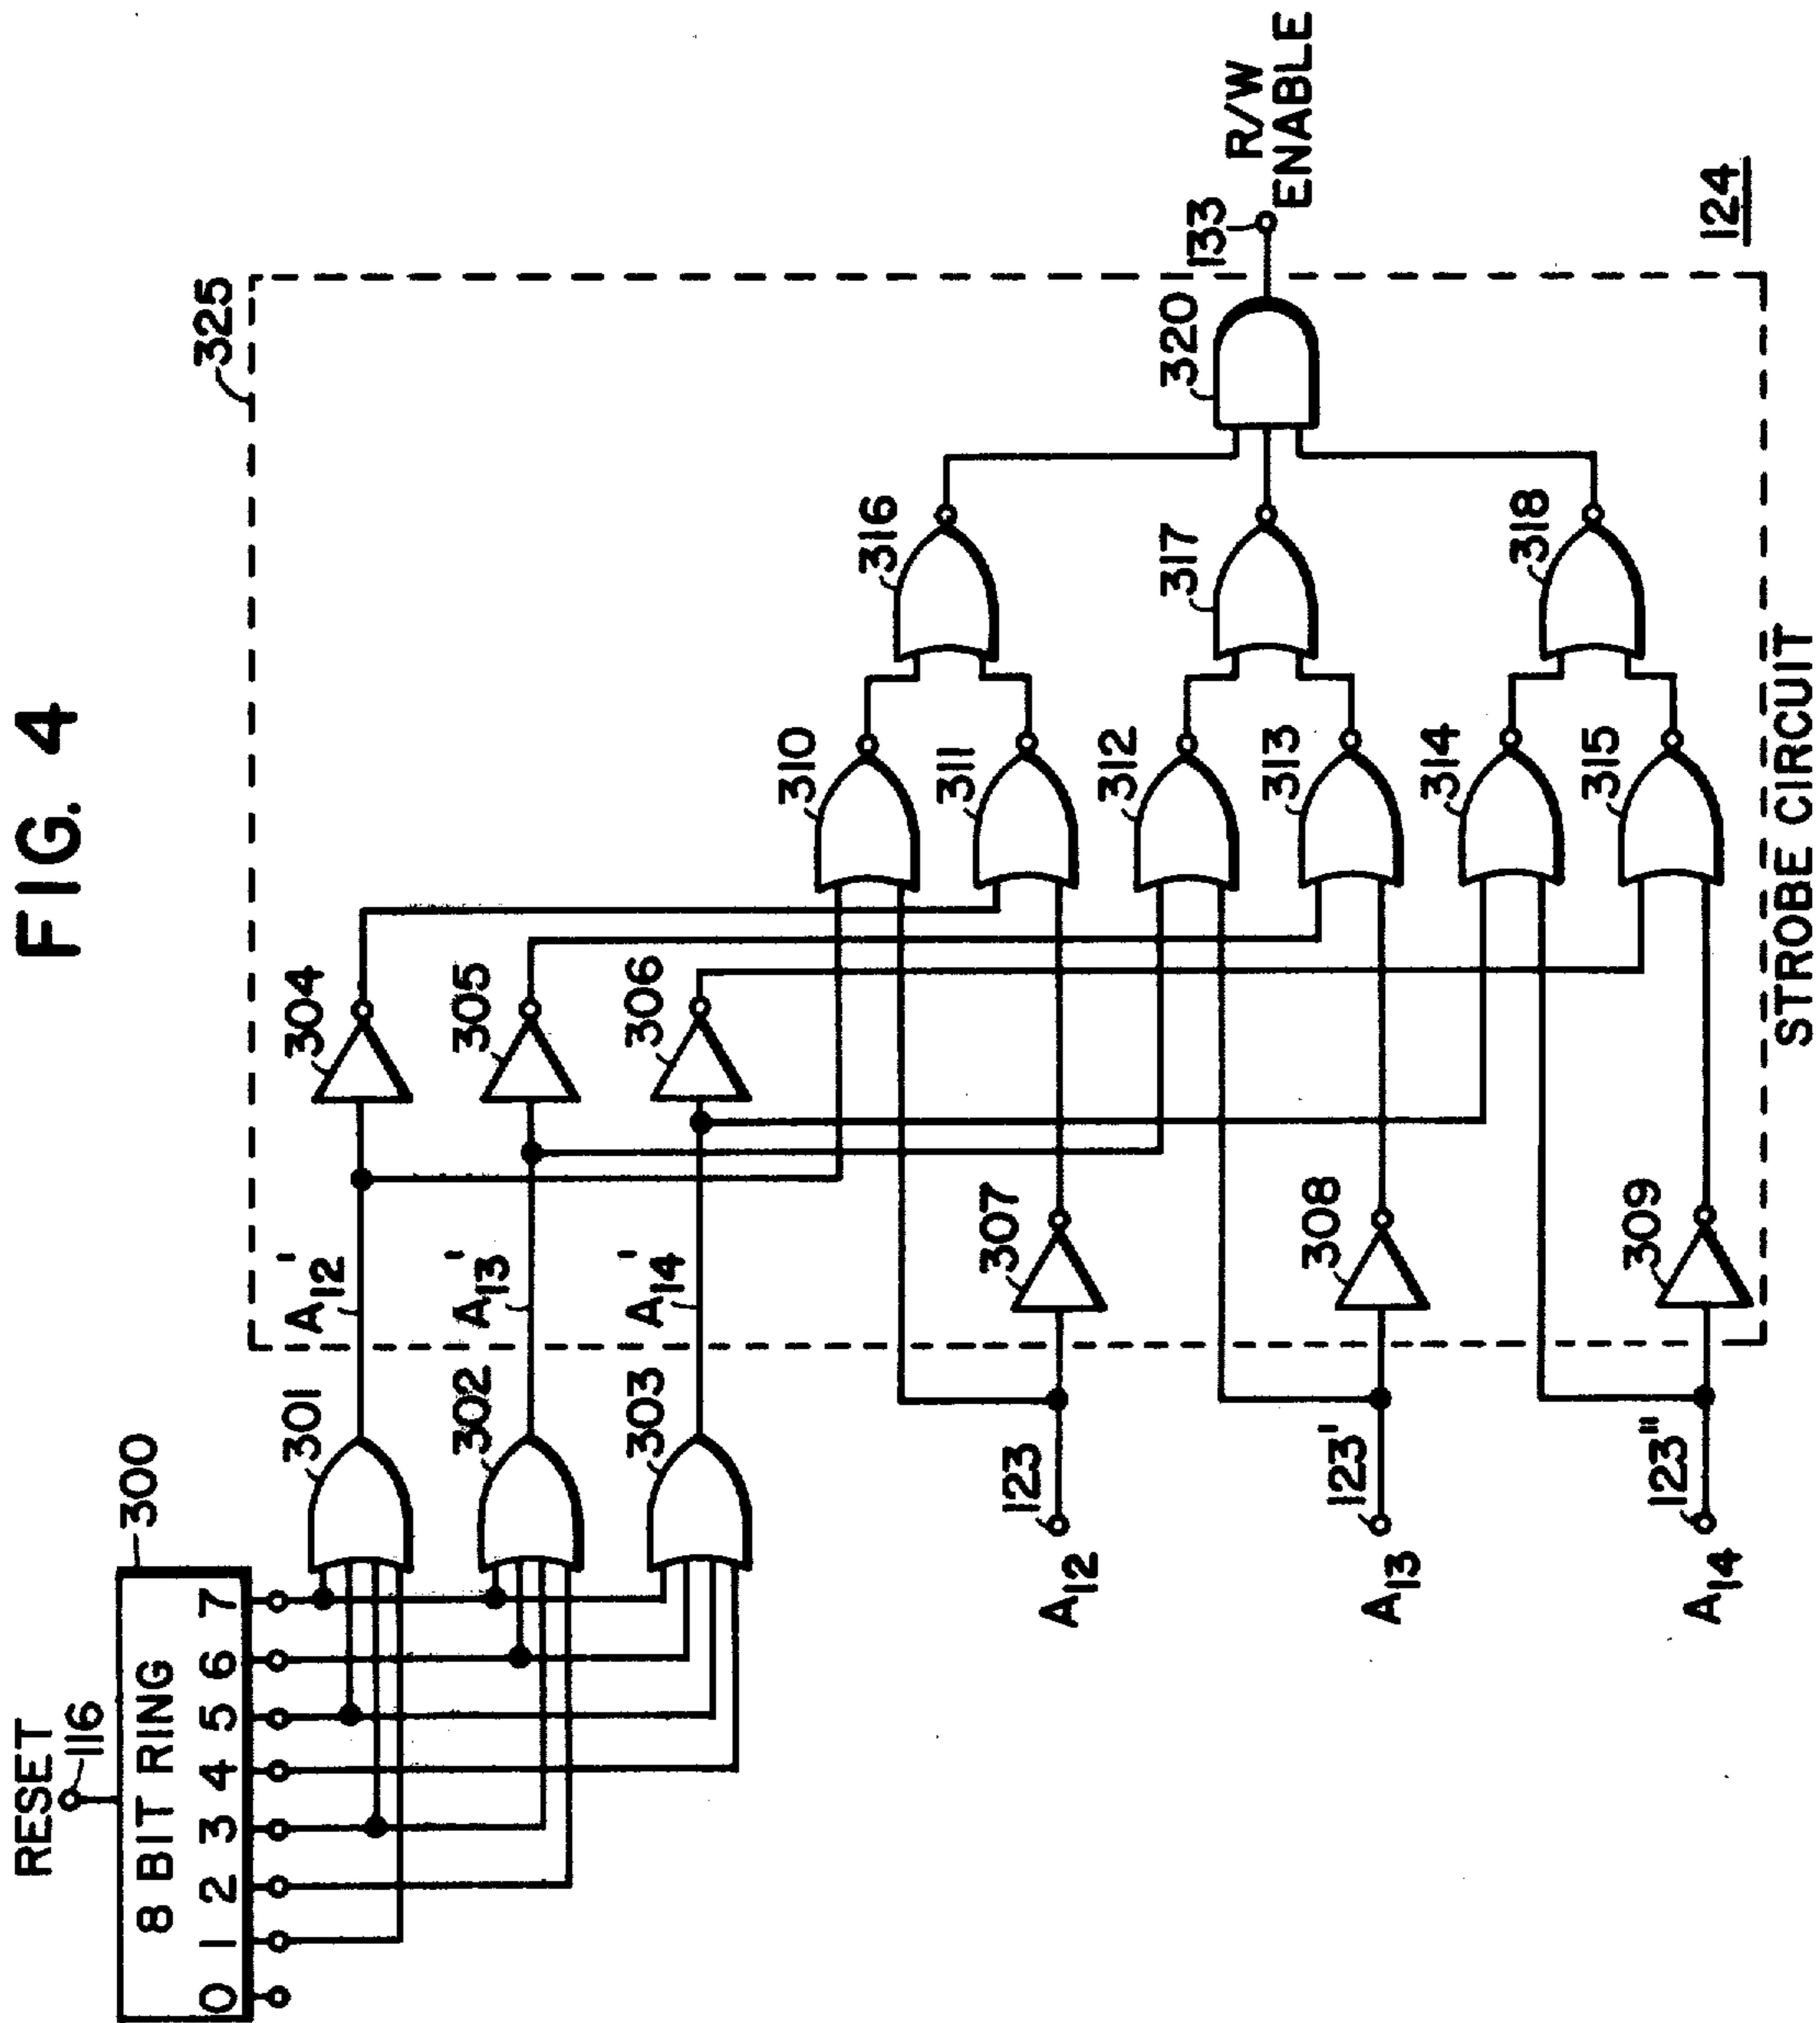 FIG. 4
RESET
116
8 BIT RING
300
0 1 2 3 4 5 6 7
301
302
303
A12'
A13'
A14'
304
305
306
325
A12
123
A13
123'
A14
123"
307
308
309
310
311
312
313
314
315
316
317
318
320
133
R/W
ENABLE
STROBE CIRCUIT
124